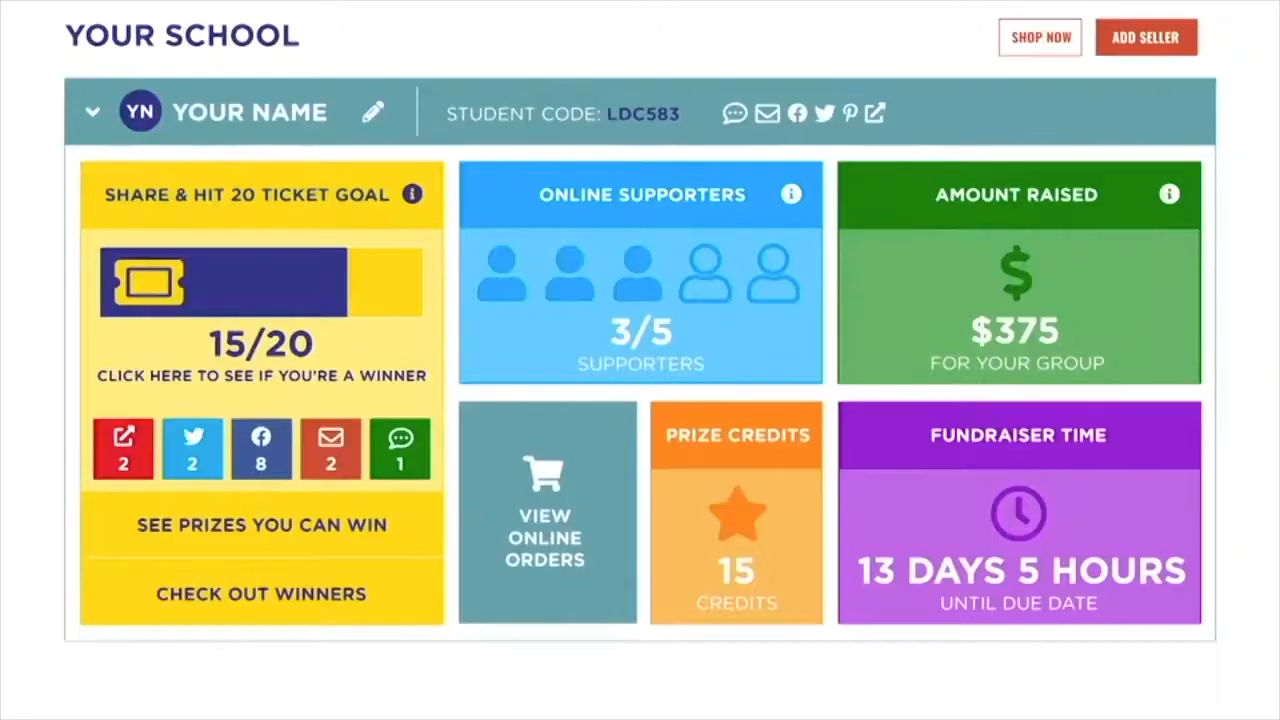 YOUR SCHOOL
SHOP NOW
ADD SELLER
YN
YOUR NAME
STUDENT CODE: LDC583
SHARE & HIT 20 TICKET GOAL
15/20
CLICK HERE TO SEE IF YOU'RE A WINNER
2
2
8
2
1
SEE PRIZES YOU CAN WIN
CHECK OUT WINNERS
ONLINE SUPPORTERS
3/5
SUPPORTERS
AMOUNT RAISED
$
$375
FOR YOUR GROUP
VIEW
ONLINE
ORDERS
PRIZE CREDITS
15
CREDITS
FUNDRAISER TIME
13 DAYS 5 HOURS
UNTIL DUE DATE